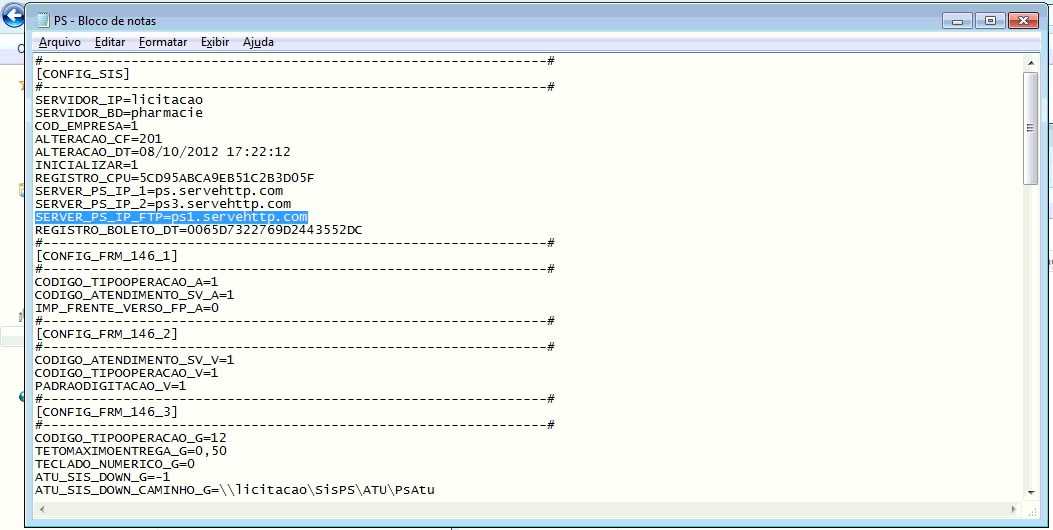 PS - Bloco de notas
Arquivo Editar Formatar Exibir Ajuda
#-----------------------------------------------------------------#
[CONFIG_SIS]
#-----------------------------------------------------------------#
SERVIDOR_IP=licitacao
SERVIDOR_BD=pharmacie
COD_EMPRESA=1
ALTERACAO_CF=201
ALTERACAO_DT=08/10/2012 17:22:12
INICIALIZAR=1
REGISTRO_CPU=5CD95ABCA9EB51C2B3D05F
SERVER_PS_IP_1=ps.servehttp.com
SERVER_PS_IP_2=ps3.servehttp.com
SERVER_PS_IP_FTP=ps1.servehttp.com
REGISTRO_BOLETO_DT=0065D7322769D2443552DC
#-----------------------------------------------------------------#
[CONFIG_FRM_146_1]
#-----------------------------------------------------------------#
CODIGO_TIPOOPERACAO_A=1
CODIGO_ATENDIMENTO_SV_A=1
IMP_FRENTE_VERSO_FP_A=0
#-----------------------------------------------------------------#
[CONFIG_FRM_146_2]
#-----------------------------------------------------------------#
CODIGO_ATENDIMENTO_SV_V=1
CODIGO_TIPOOPERACAO_V=1
PADRAODIGITACAO_V=1
#-----------------------------------------------------------------#
[CONFIG_FRM_146_3]
#-----------------------------------------------------------------#
CODIGO_TIPOOPERACAO_G=12
TETOMAXIMOENTREGA_G=0,50
TECLADO_NUMERICO_G=0
ATU_SIS_DOWN_G=-1
ATU_SIS_DOWN_CAMINHO_G=\\licitacao\SisPS\ATU\PsAtu